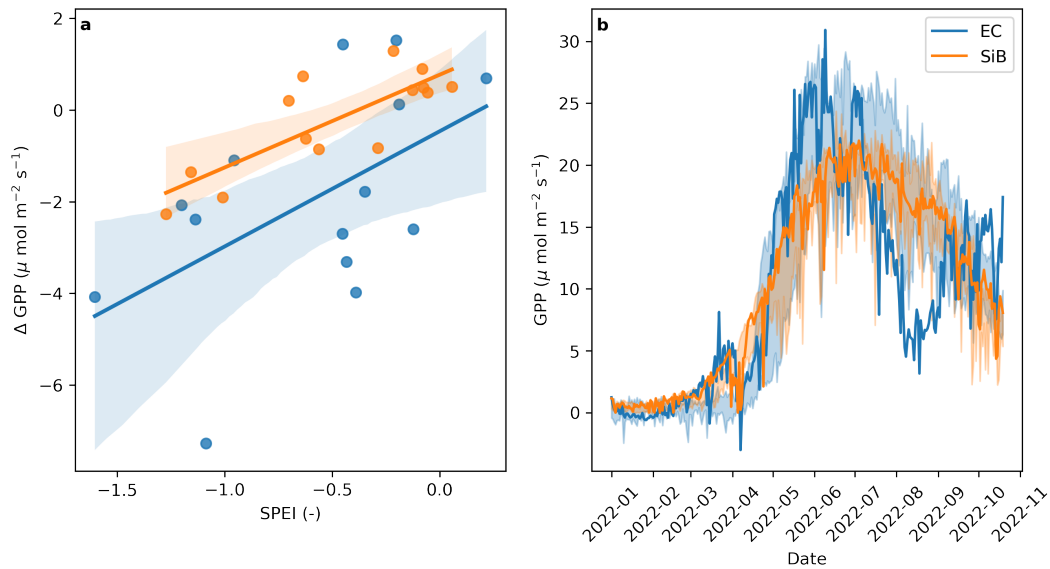 a
2
0
−2
−4
−6
Δ GPP (μ mol m⁻² s⁻¹)
−1.5 −1.0 −0.5 0.0
SPEI (-)
b
EC
SiB
30
25
20
15
10
5
0
GPP (μ mol m⁻² s⁻¹)
2022-01 2022-02 2022-03 2022-04 2022-05 2022-06 2022-07 2022-08 2022-09 2022-10 2022-11
Date